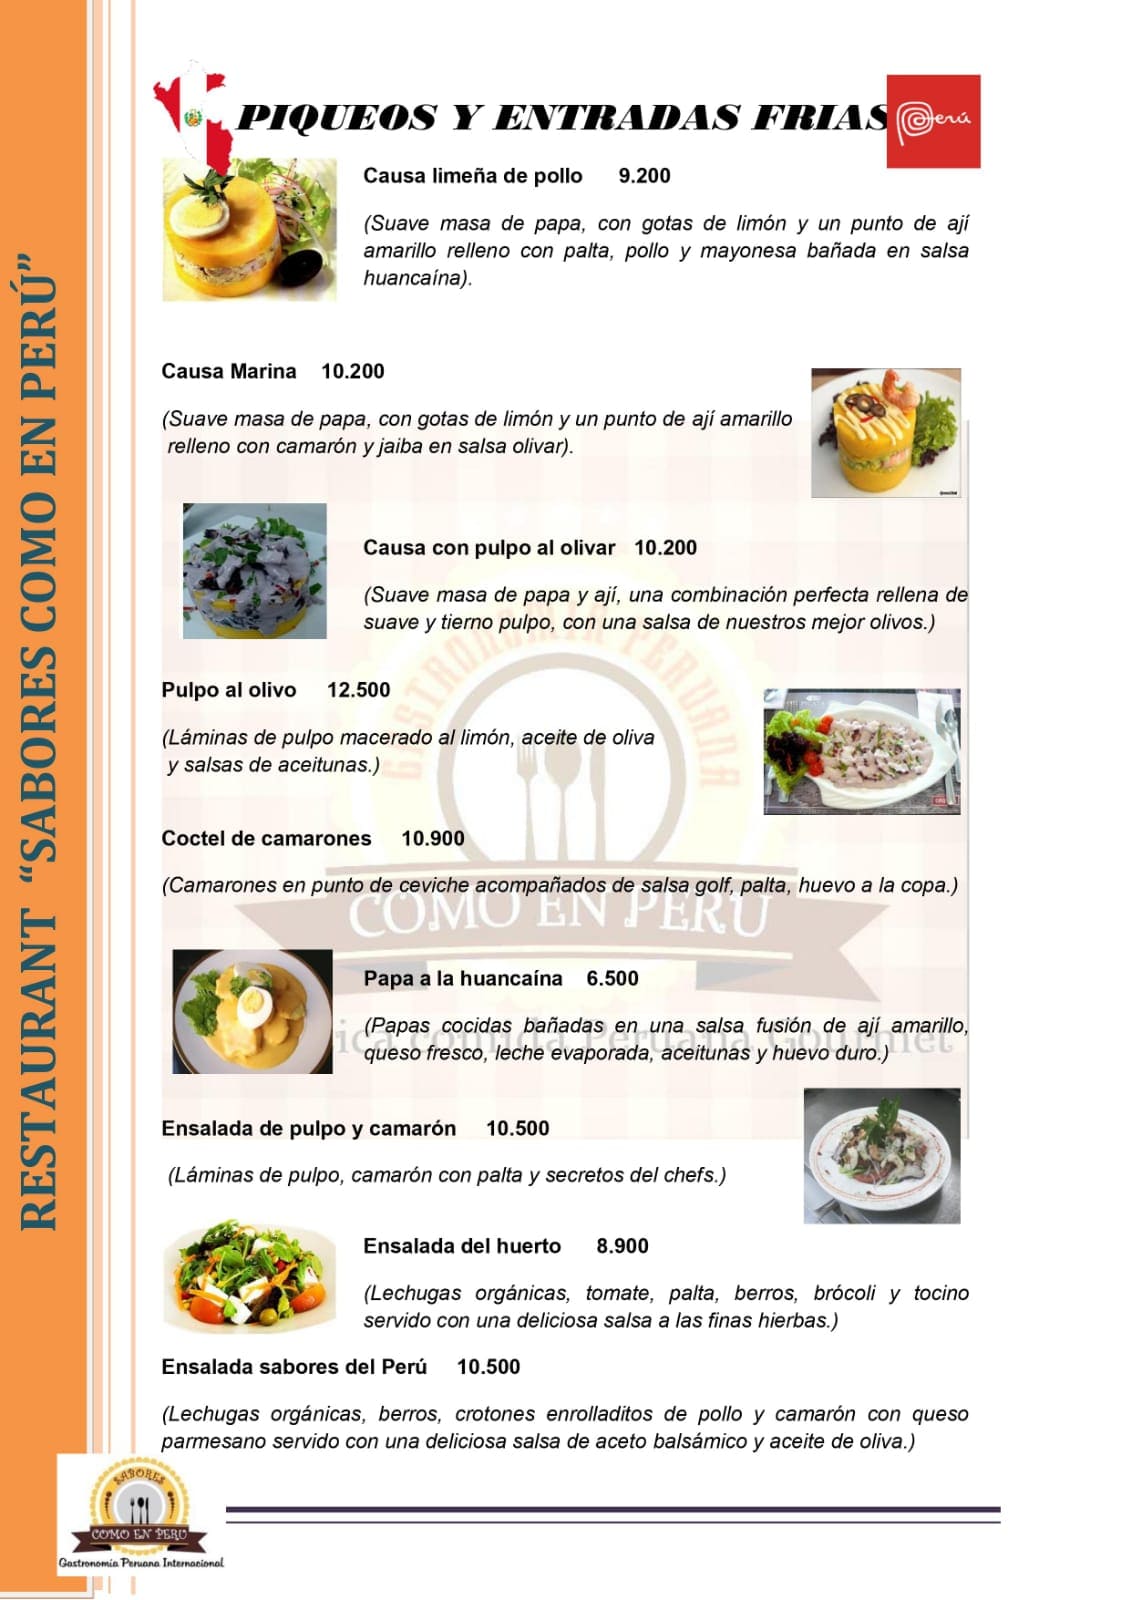 RESTAURANT “SABORES COMO EN PERÚ”
PIQUEOS Y ENTRADAS FRIAS
Perú
Causa limeña de pollo 9.200
(Suave masa de papa, con gotas de limón y un punto de ají
amarillo relleno con palta, pollo y mayonesa bañada en salsa
huancaína).
Causa Marina 10.200
(Suave masa de papa, con gotas de limón y un punto de ají amarillo
relleno con camarón y jaiba en salsa olivar).
Causa con pulpo al olivar 10.200
(Suave masa de papa y ají, una combinación perfecta rellena de
suave y tierno pulpo, con una salsa de nuestros mejor olivos.)
GASTRONOMIA PERUANA
Pulpo al olivo 12.500
(Láminas de pulpo macerado al limón, aceite de oliva
y salsas de aceitunas.)
Coctel de camarones 10.900
(Camarones en punto de ceviche acompañados de salsa golf, palta, huevo a la copa.)
COMO EN PERU
Papa a la huancaína 6.500
(Papas cocidas bañadas en una salsa fusión de ají amarillo,
queso fresco, leche evaporada, aceitunas y huevo duro.)
comida Peruana Gourmet
Ensalada de pulpo y camarón 10.500
(Láminas de pulpo, camarón con palta y secretos del chefs.)
Ensalada del huerto 8.900
(Lechugas orgánicas, tomate, palta, berros, brócoli y tocino
servido con una deliciosa salsa a las finas hierbas.)
Ensalada sabores del Perú 10.500
(Lechugas orgánicas, berros, crotones enrolladitos de pollo y camarón con queso
parmesano servido con una deliciosa salsa de aceto balsámico y aceite de oliva.)
SABORES
COMO EN PERU
Gastronomia Peruana Internacional